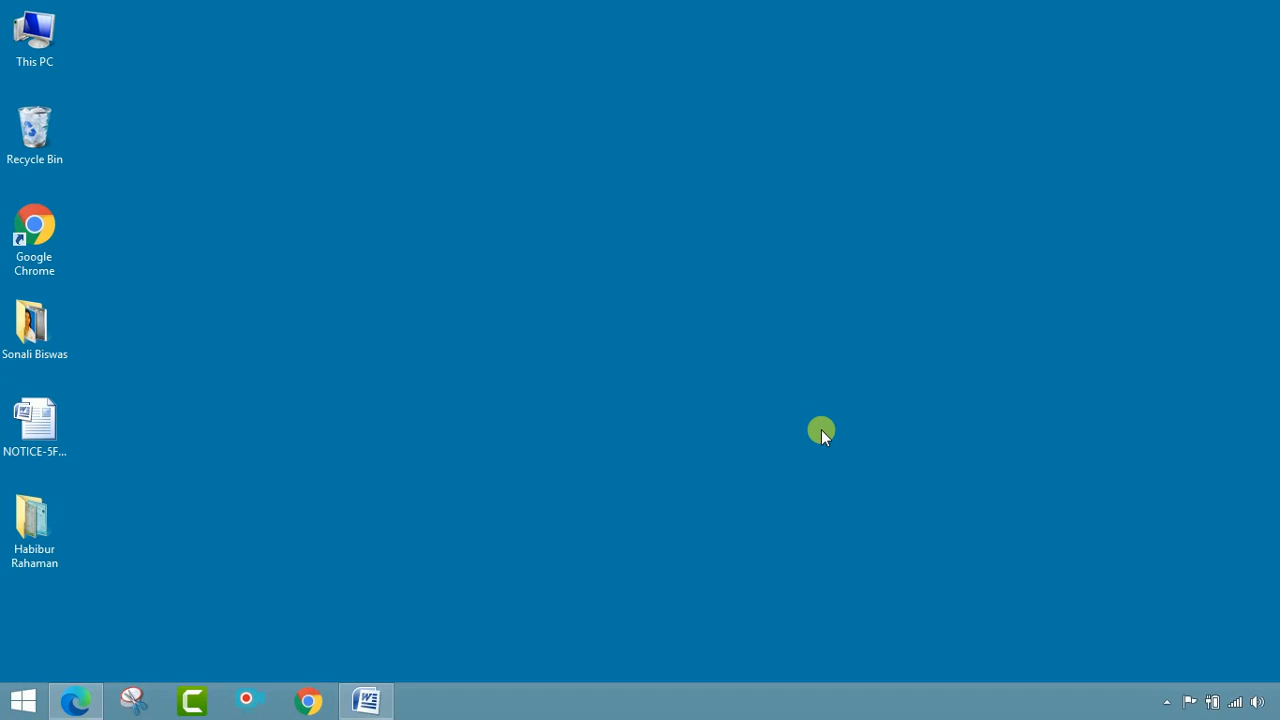 This PC
Recycle Bin
Google
Chrome
Sonali Biswas
NOTICE-5F...
Habibur
Rahaman